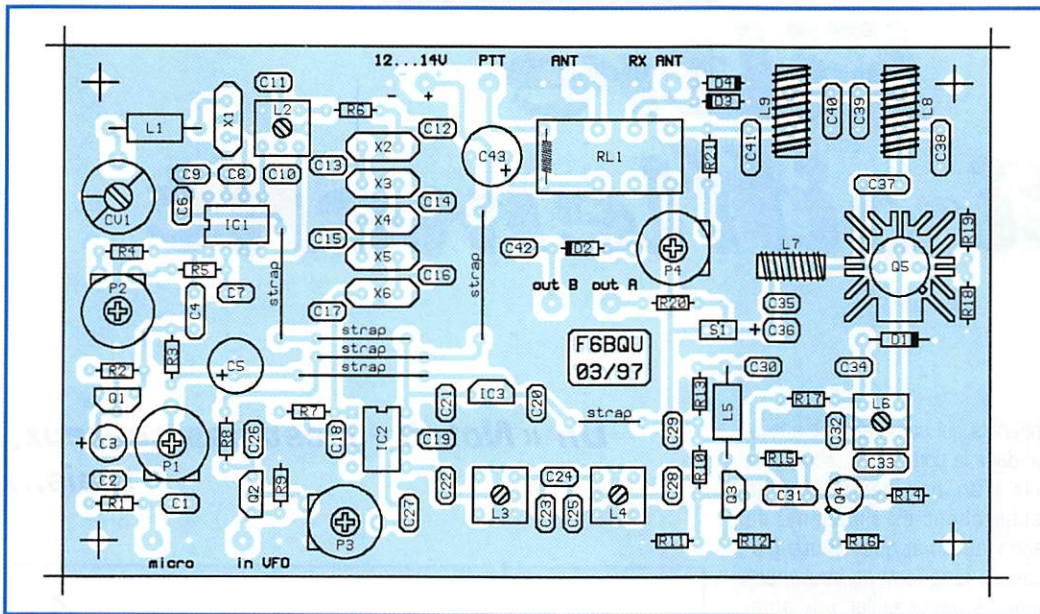 12...14V PTT ANT RX ANT
- +
C11
L2
R6
C12
D4
D3
L9
C40
C39
L8
L1
X1
X2
C43
+
RL1
R21
C41
C38
C9
C8
C10
C13
X3
C37
CV1
C6
IC1
C14
X4
R19
R4
R5
strap
C15
X5
strap
C42
D2
P4
L7
Q5
P2
C4
C7
C16
X6
out B out A
R20
C35
R18
C17
strap
S1
+
C36
D1
R3
strap
F6BQU
03/97
R2
C5
+
strap
C30
C34
Q1
IC3
R13
R17
L6
C3
+
R7
C21
C20
L5
P1
R8
C26
C18
IC2
C19
strap
C29
C32
C2
C22
C24
R10
R15
C33
R1
C1
Q2
R9
L3
L4
C28
Q3
C31
Q4
R14
P3
C27
C23
C25
R11
R12
R16
micro in VFO